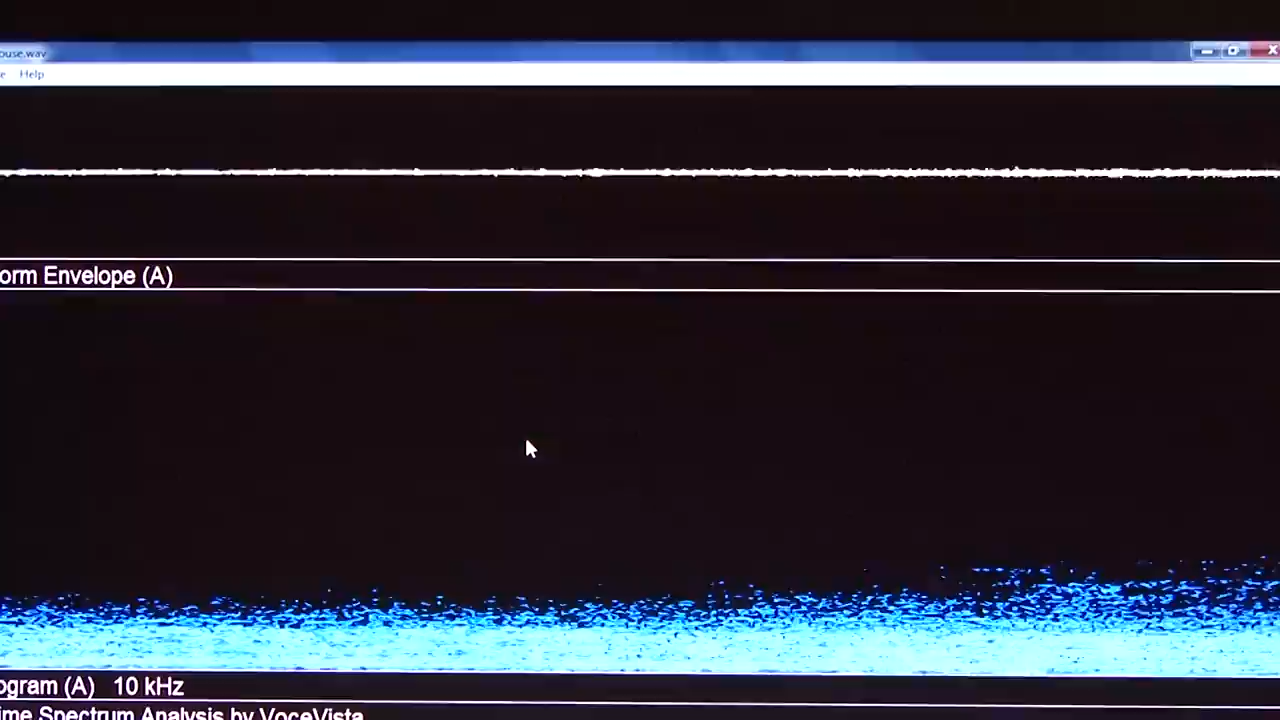 ouse.wav
e Help
orm Envelope (A)
ogram (A) 10 kHz
ime Spectrum Analysis by VoceVista